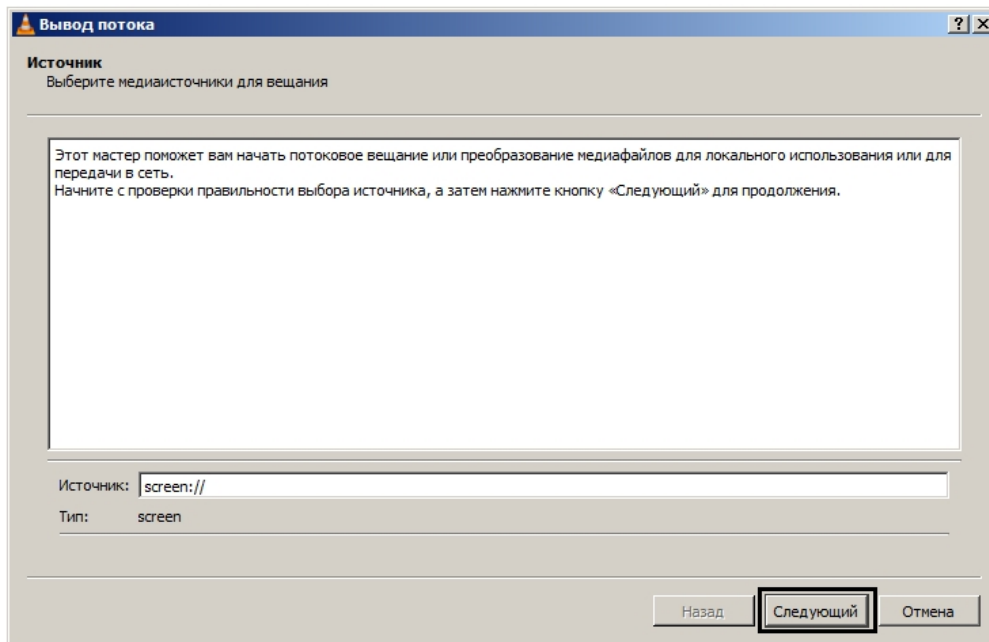 Вывод потока
Источник
Выберите медиаисточники для вещания
Этот мастер поможет вам начать потоковое вещание или преобразование медиафайлов для локального использования или для
передачи в сеть.
Начните с проверки правильности выбора источника, а затем нажмите кнопку «Следующий» для продолжения.
Источник: screen://
Тип: screen
Назад Следующий Отмена